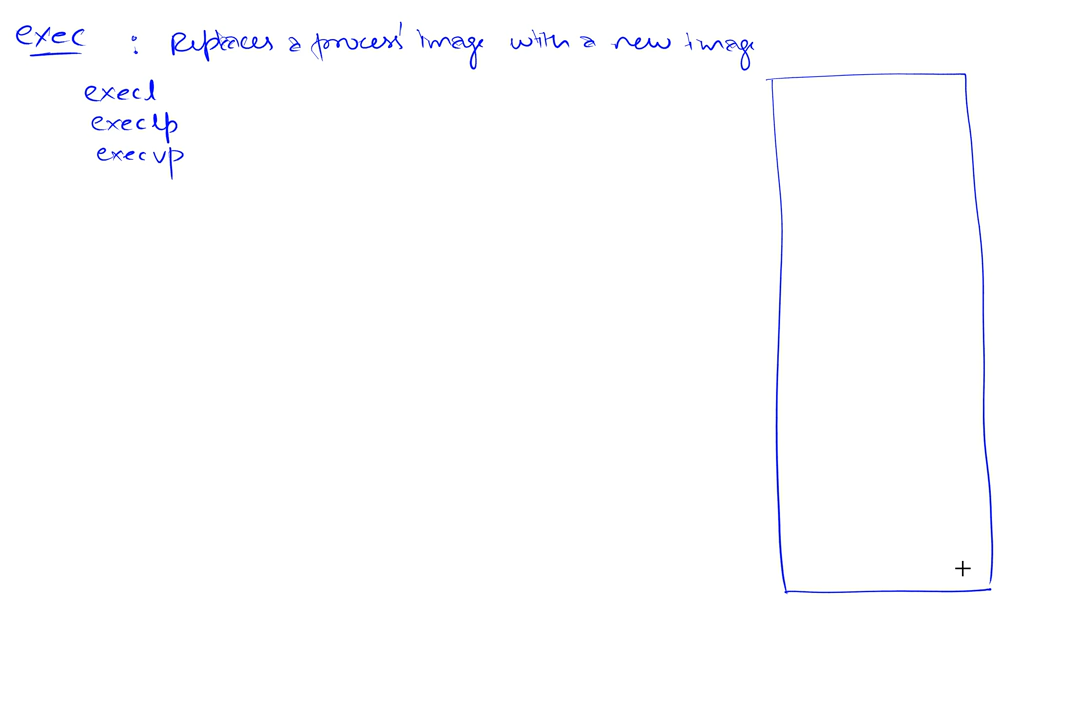 exec : Replaces a process' image with a new image
execl
execlp
execvp